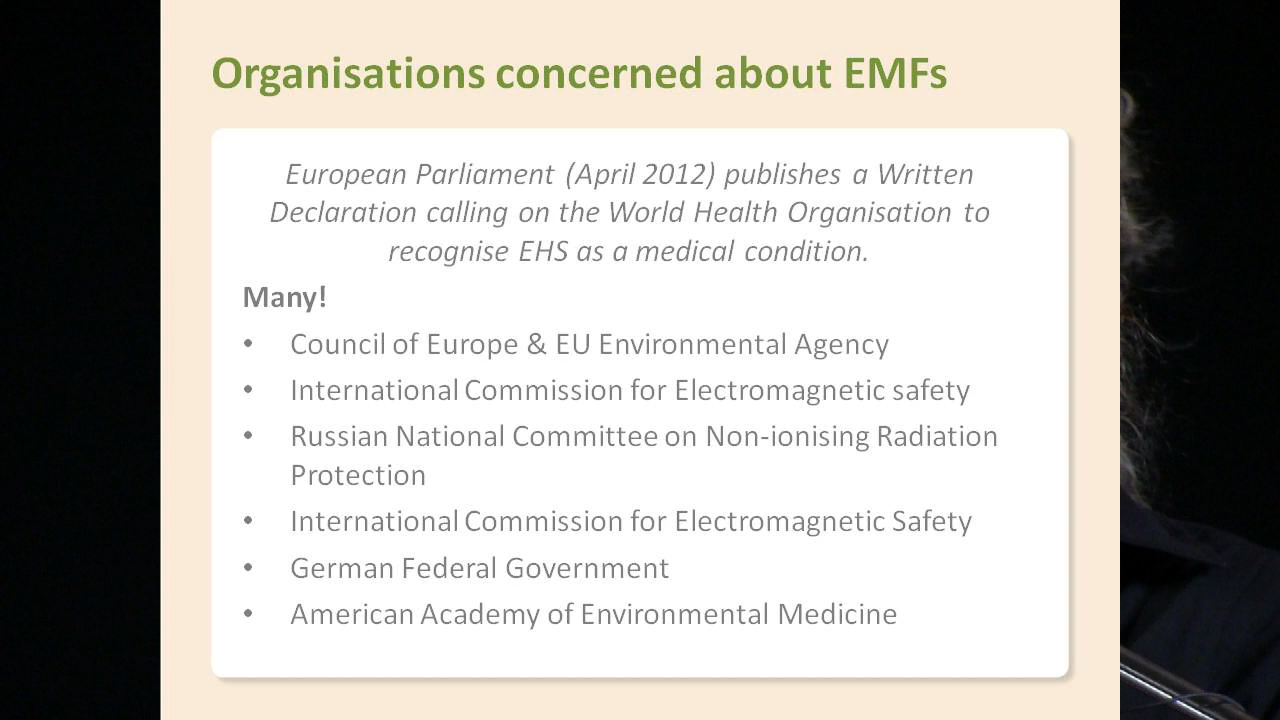 Organisations concerned about EMFs
European Parliament (April 2012) publishes a Written
Declaration calling on the World Health Organisation to
recognise EHS as a medical condition.
Many!
• Council of Europe & EU Environmental Agency
• International Commission for Electromagnetic safety
• Russian National Committee on Non-ionising Radiation
Protection
• International Commission for Electromagnetic Safety
• German Federal Government
• American Academy of Environmental Medicine